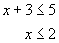 x + 3 ≤ 5
x ≤ 2